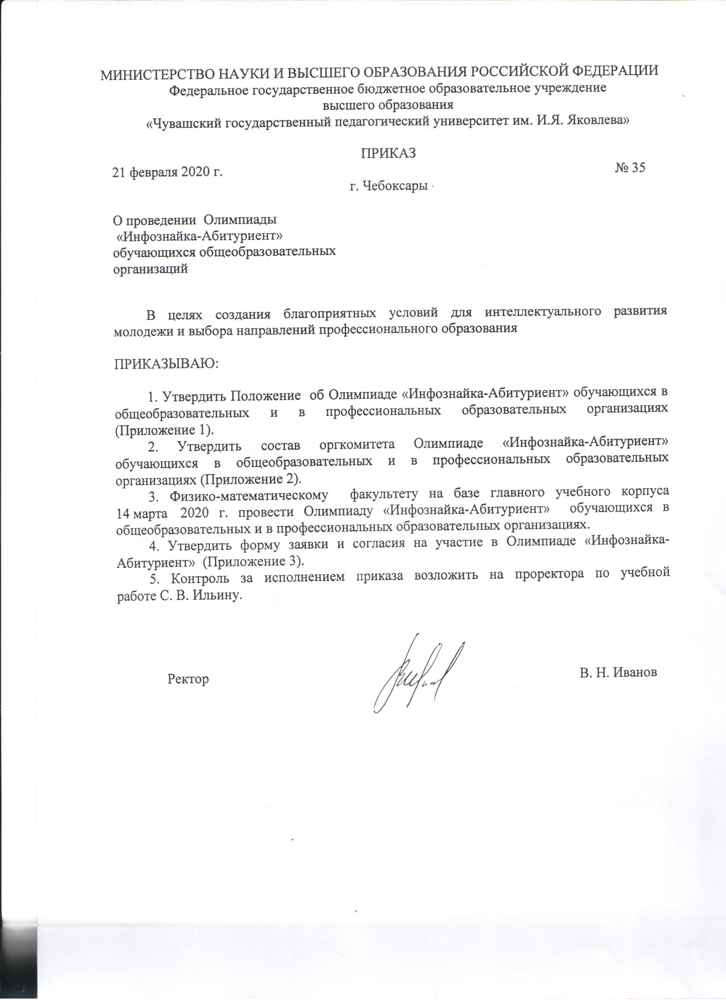 МИНИСТЕРСТВО НАУКИ И ВЫСШЕГО ОБРАЗОВАНИЯ РОССИЙСКОЙ ФЕДЕРАЦИИ
Федеральное государственное бюджетное образовательное учреждение
высшего образования
«Чувашский государственный педагогический университет им. И.Я. Яковлева»
ПРИКАЗ
21 февраля 2020 г. № 35
г. Чебоксары
О проведении Олимпиады
«Инфознайка-Абитуриент»
обучающихся общеобразовательных
организаций
В целях создания благоприятных условий для интеллектуального развития
молодежи и выбора направлений профессионального образования
ПРИКАЗЫВАЮ:
1. Утвердить Положение об Олимпиаде «Инфознайка-Абитуриент» обучающихся в
общеобразовательных и в профессиональных образовательных организациях
(Приложение 1).
2. Утвердить состав оргкомитета Олимпиаде «Инфознайка-Абитуриент»
обучающихся в общеобразовательных и в профессиональных образовательных
организациях (Приложение 2).
3. Физико-математическому факультету на базе главного учебного корпуса
14 марта 2020 г. провести Олимпиаду «Инфознайка-Абитуриент» обучающихся в
общеобразовательных и в профессиональных образовательных организациях.
4. Утвердить форму заявки и согласия на участие в Олимпиаде «Инфознайка-
Абитуриент» (Приложение 3).
5. Контроль за исполнением приказа возложить на проректора по учебной
работе С. В. Ильину.
Ректор В. Н. Иванов